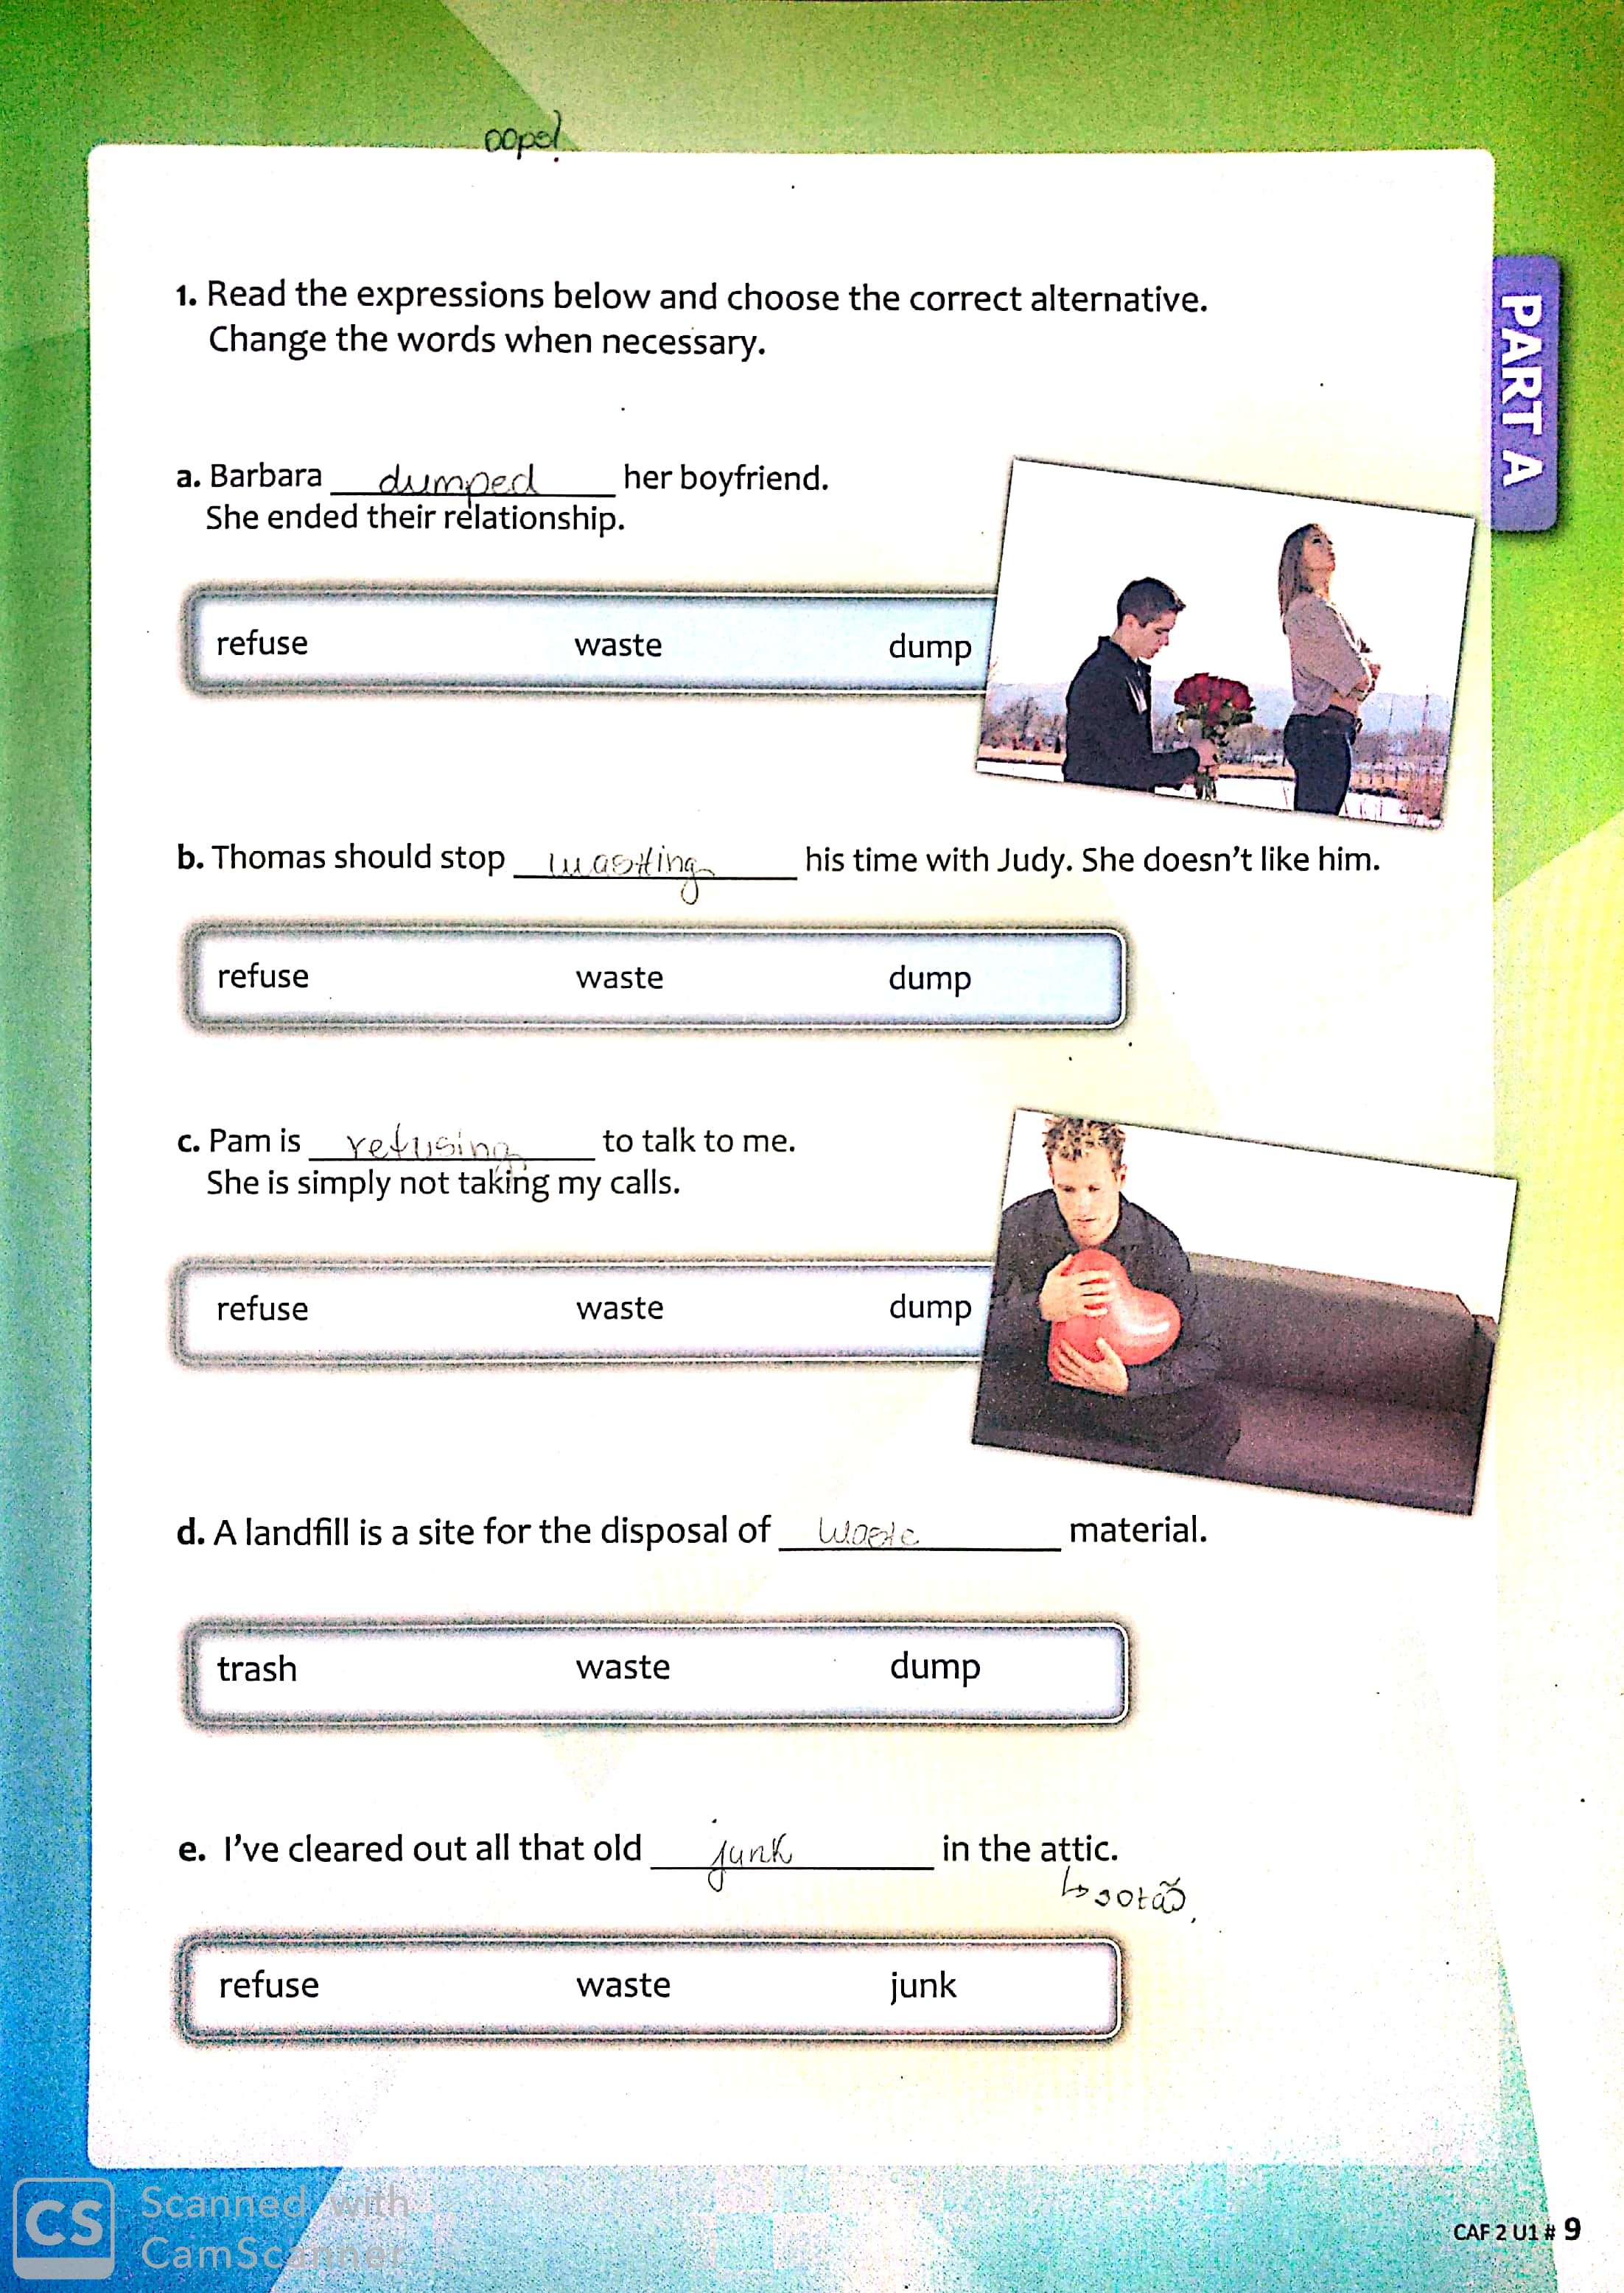 oops!
1. Read the expressions below and choose the correct alternative.
Change the words when necessary.
PART A
a. Barbara dumped her boyfriend.
She ended their relationship.
refuse waste dump
b. Thomas should stop wasting his time with Judy. She doesn't like him.
refuse waste dump
c. Pam is refusing to talk to me.
She is simply not taking my calls.
refuse waste dump
d. A landfill is a site for the disposal of waste material.
trash waste dump
e. I've cleared out all that old junk in the attic.
↳ sotão
refuse waste junk
CS Scanned with
CamScanner
CAF 2 U1 # 9